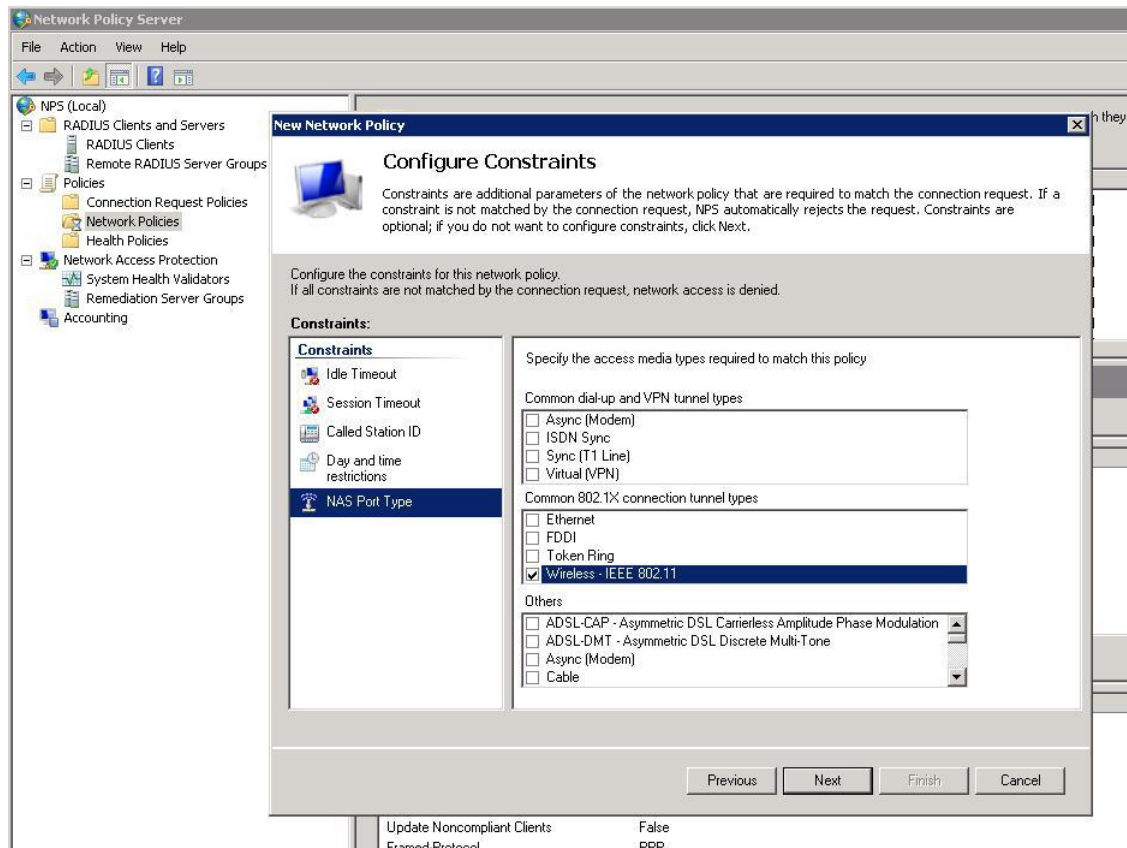 Network Policy Server
File Action View Help
NPS (Local)
RADIUS Clients and Servers
RADIUS Clients
Remote RADIUS Server Groups
Policies
Connection Request Policies
Network Policies
Health Policies
Network Access Protection
System Health Validators
Remediation Server Groups
Accounting
h they
New Network Policy
Configure Constraints
Constraints are additional parameters of the network policy that are required to match the connection request. If a
constraint is not matched by the connection request, NPS automatically rejects the request. Constraints are
optional; if you do not want to configure constraints, click Next.
Configure the constraints for this network policy.
If all constraints are not matched by the connection request, network access is denied.
Constraints:
Constraints
Idle Timeout
Session Timeout
Called Station ID
Day and time
restrictions
NAS Port Type
Specify the access media types required to match this policy
Common dial-up and VPN tunnel types
Async (Modem)
ISDN Sync
Sync (T1 Line)
Virtual (VPN)
Common 802.1X connection tunnel types
Ethernet
FDDI
Token Ring
Wireless - IEEE 802.11
Others
ADSL-CAP - Asymmetric DSL Carrierless Amplitude Phase Modulation
ADSL-DMT - Asymmetric DSL Discrete Multi-Tone
Async (Modem)
Cable
Previous Next Finish Cancel
Update Noncompliant Clients False
Framed-Protocol PPP